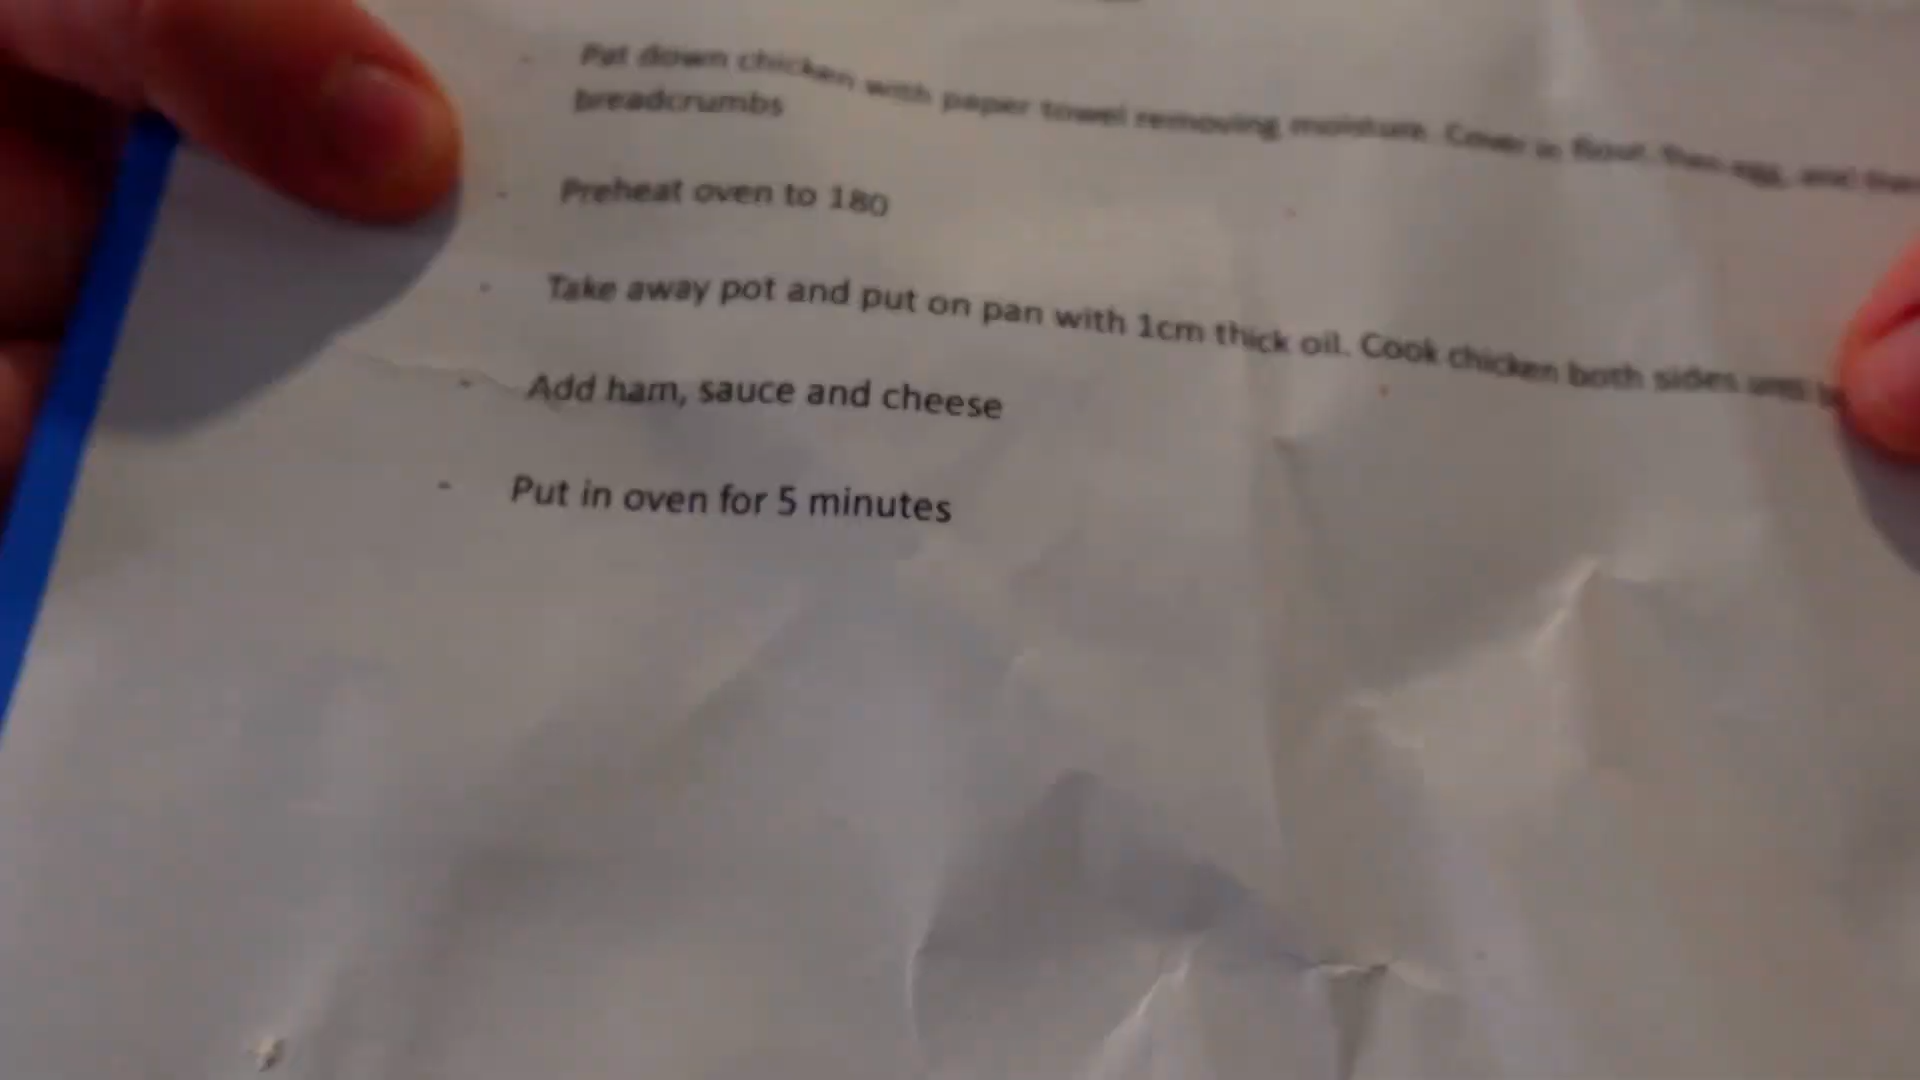 - Pat down chicken with paper towel removing moisture. Cover in flour. Then egg, and then
breadcrumbs
- Preheat oven to 180
- Take away pot and put on pan with 1cm thick oil. Cook chicken both sides until
- Add ham, sauce and cheese
- Put in oven for 5 minutes